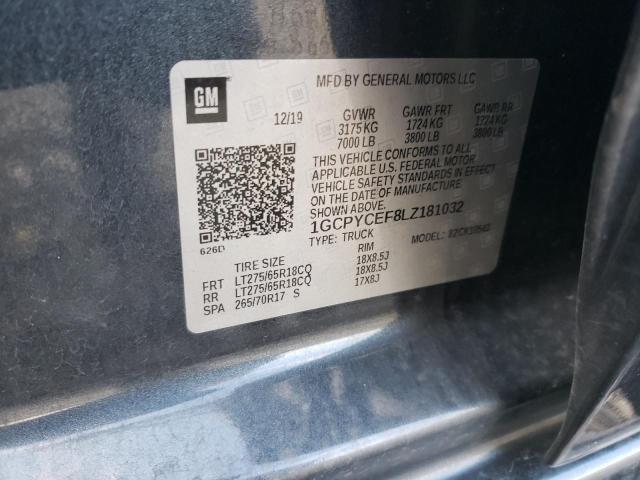 GM
MFD BY GENERAL MOTORS LLC
12/19
GVWR GAWR FRT GAWR RR
3175 KG 1724 KG 1724 KG
7000 LB 3800 LB 3800 LB
THIS VEHICLE CONFORMS TO ALL
APPLICABLE U.S. FEDERAL MOTOR
VEHICLE SAFETY STANDARDS IN EFFECT
ON THE DATE OF MANUFACTURE
SHOWN ABOVE.
1GCPYCEF8LZ181032
626D
TYPE: TRUCK MODEL:
TIRE SIZE RIM
FRT LT275/65R18CQ 18X8.5J
RR LT275/65R18CQ 18X8.5J
SPA 265/70R17 S 17X8J